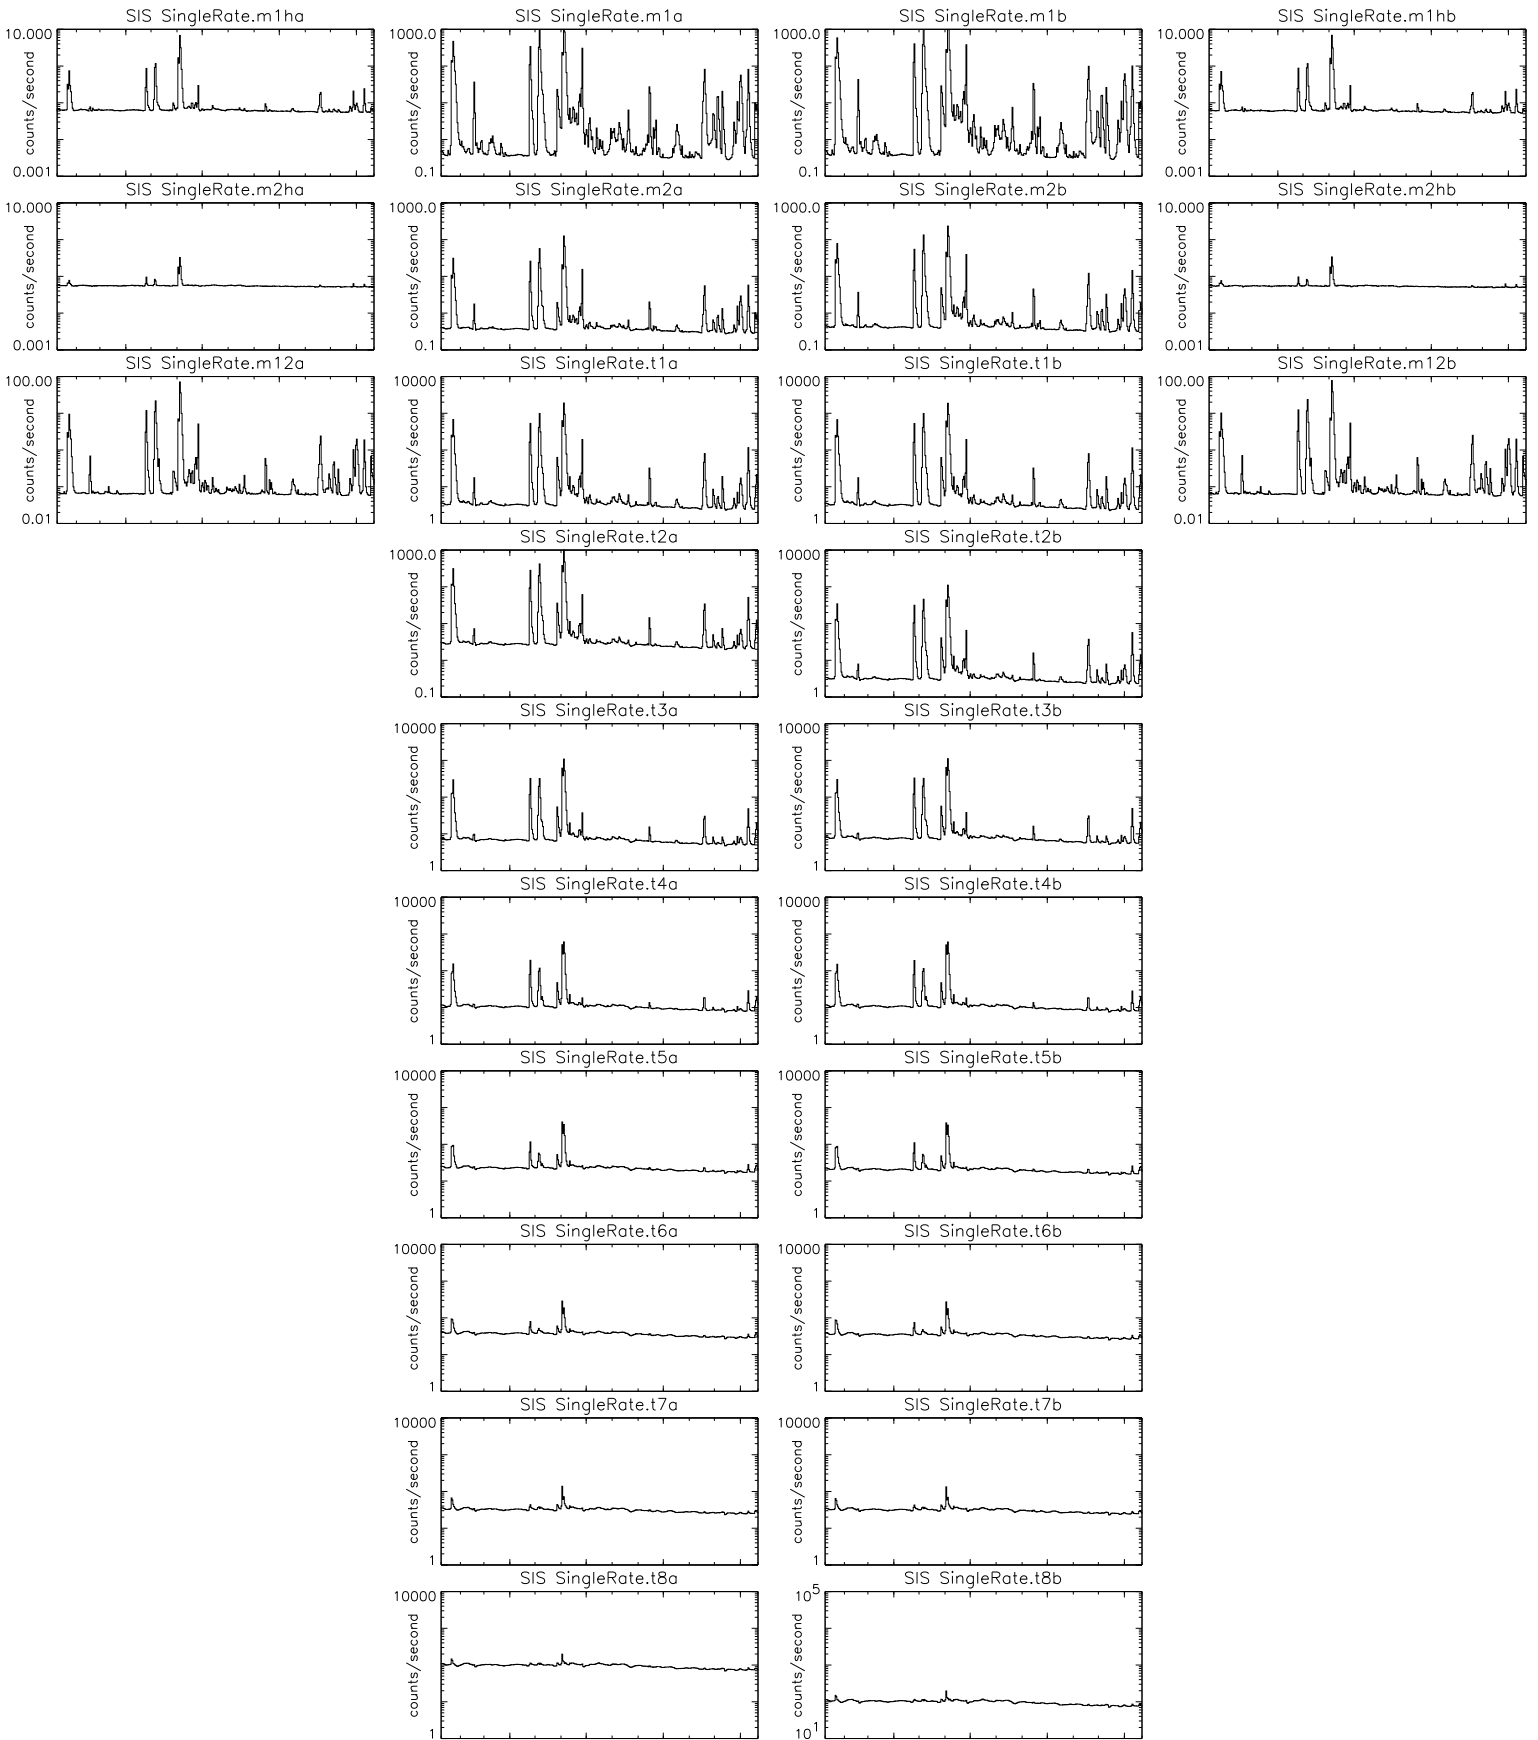 SIS SingleRate.m1ha
SIS SingleRate.m1a
SIS SingleRate.m1b
SIS SingleRate.m1hb
10.000
counts/second
0.001
1000.0
counts/second
0.1
1000.0
counts/second
0.1
10.000
counts/second
0.001
SIS SingleRate.m2ha
SIS SingleRate.m2a
SIS SingleRate.m2b
SIS SingleRate.m2hb
10.000
counts/second
0.001
1000.0
counts/second
0.1
1000.0
counts/second
0.1
10.000
counts/second
0.001
SIS SingleRate.m12a
SIS SingleRate.t1a
SIS SingleRate.t1b
SIS SingleRate.m12b
100.00
counts/second
0.01
10000
counts/second
1
10000
counts/second
1
100.00
counts/second
0.01
SIS SingleRate.t2a
SIS SingleRate.t2b
1000.0
counts/second
0.1
10000
counts/second
1
SIS SingleRate.t3a
SIS SingleRate.t3b
10000
counts/second
1
10000
counts/second
1
SIS SingleRate.t4a
SIS SingleRate.t4b
10000
counts/second
1
10000
counts/second
1
SIS SingleRate.t5a
SIS SingleRate.t5b
10000
counts/second
1
10000
counts/second
1
SIS SingleRate.t6a
SIS SingleRate.t6b
10000
counts/second
1
10000
counts/second
1
SIS SingleRate.t7a
SIS SingleRate.t7b
10000
counts/second
1
10000
counts/second
1
SIS SingleRate.t8a
SIS SingleRate.t8b
10000
counts/second
1
10⁵
counts/second
10¹